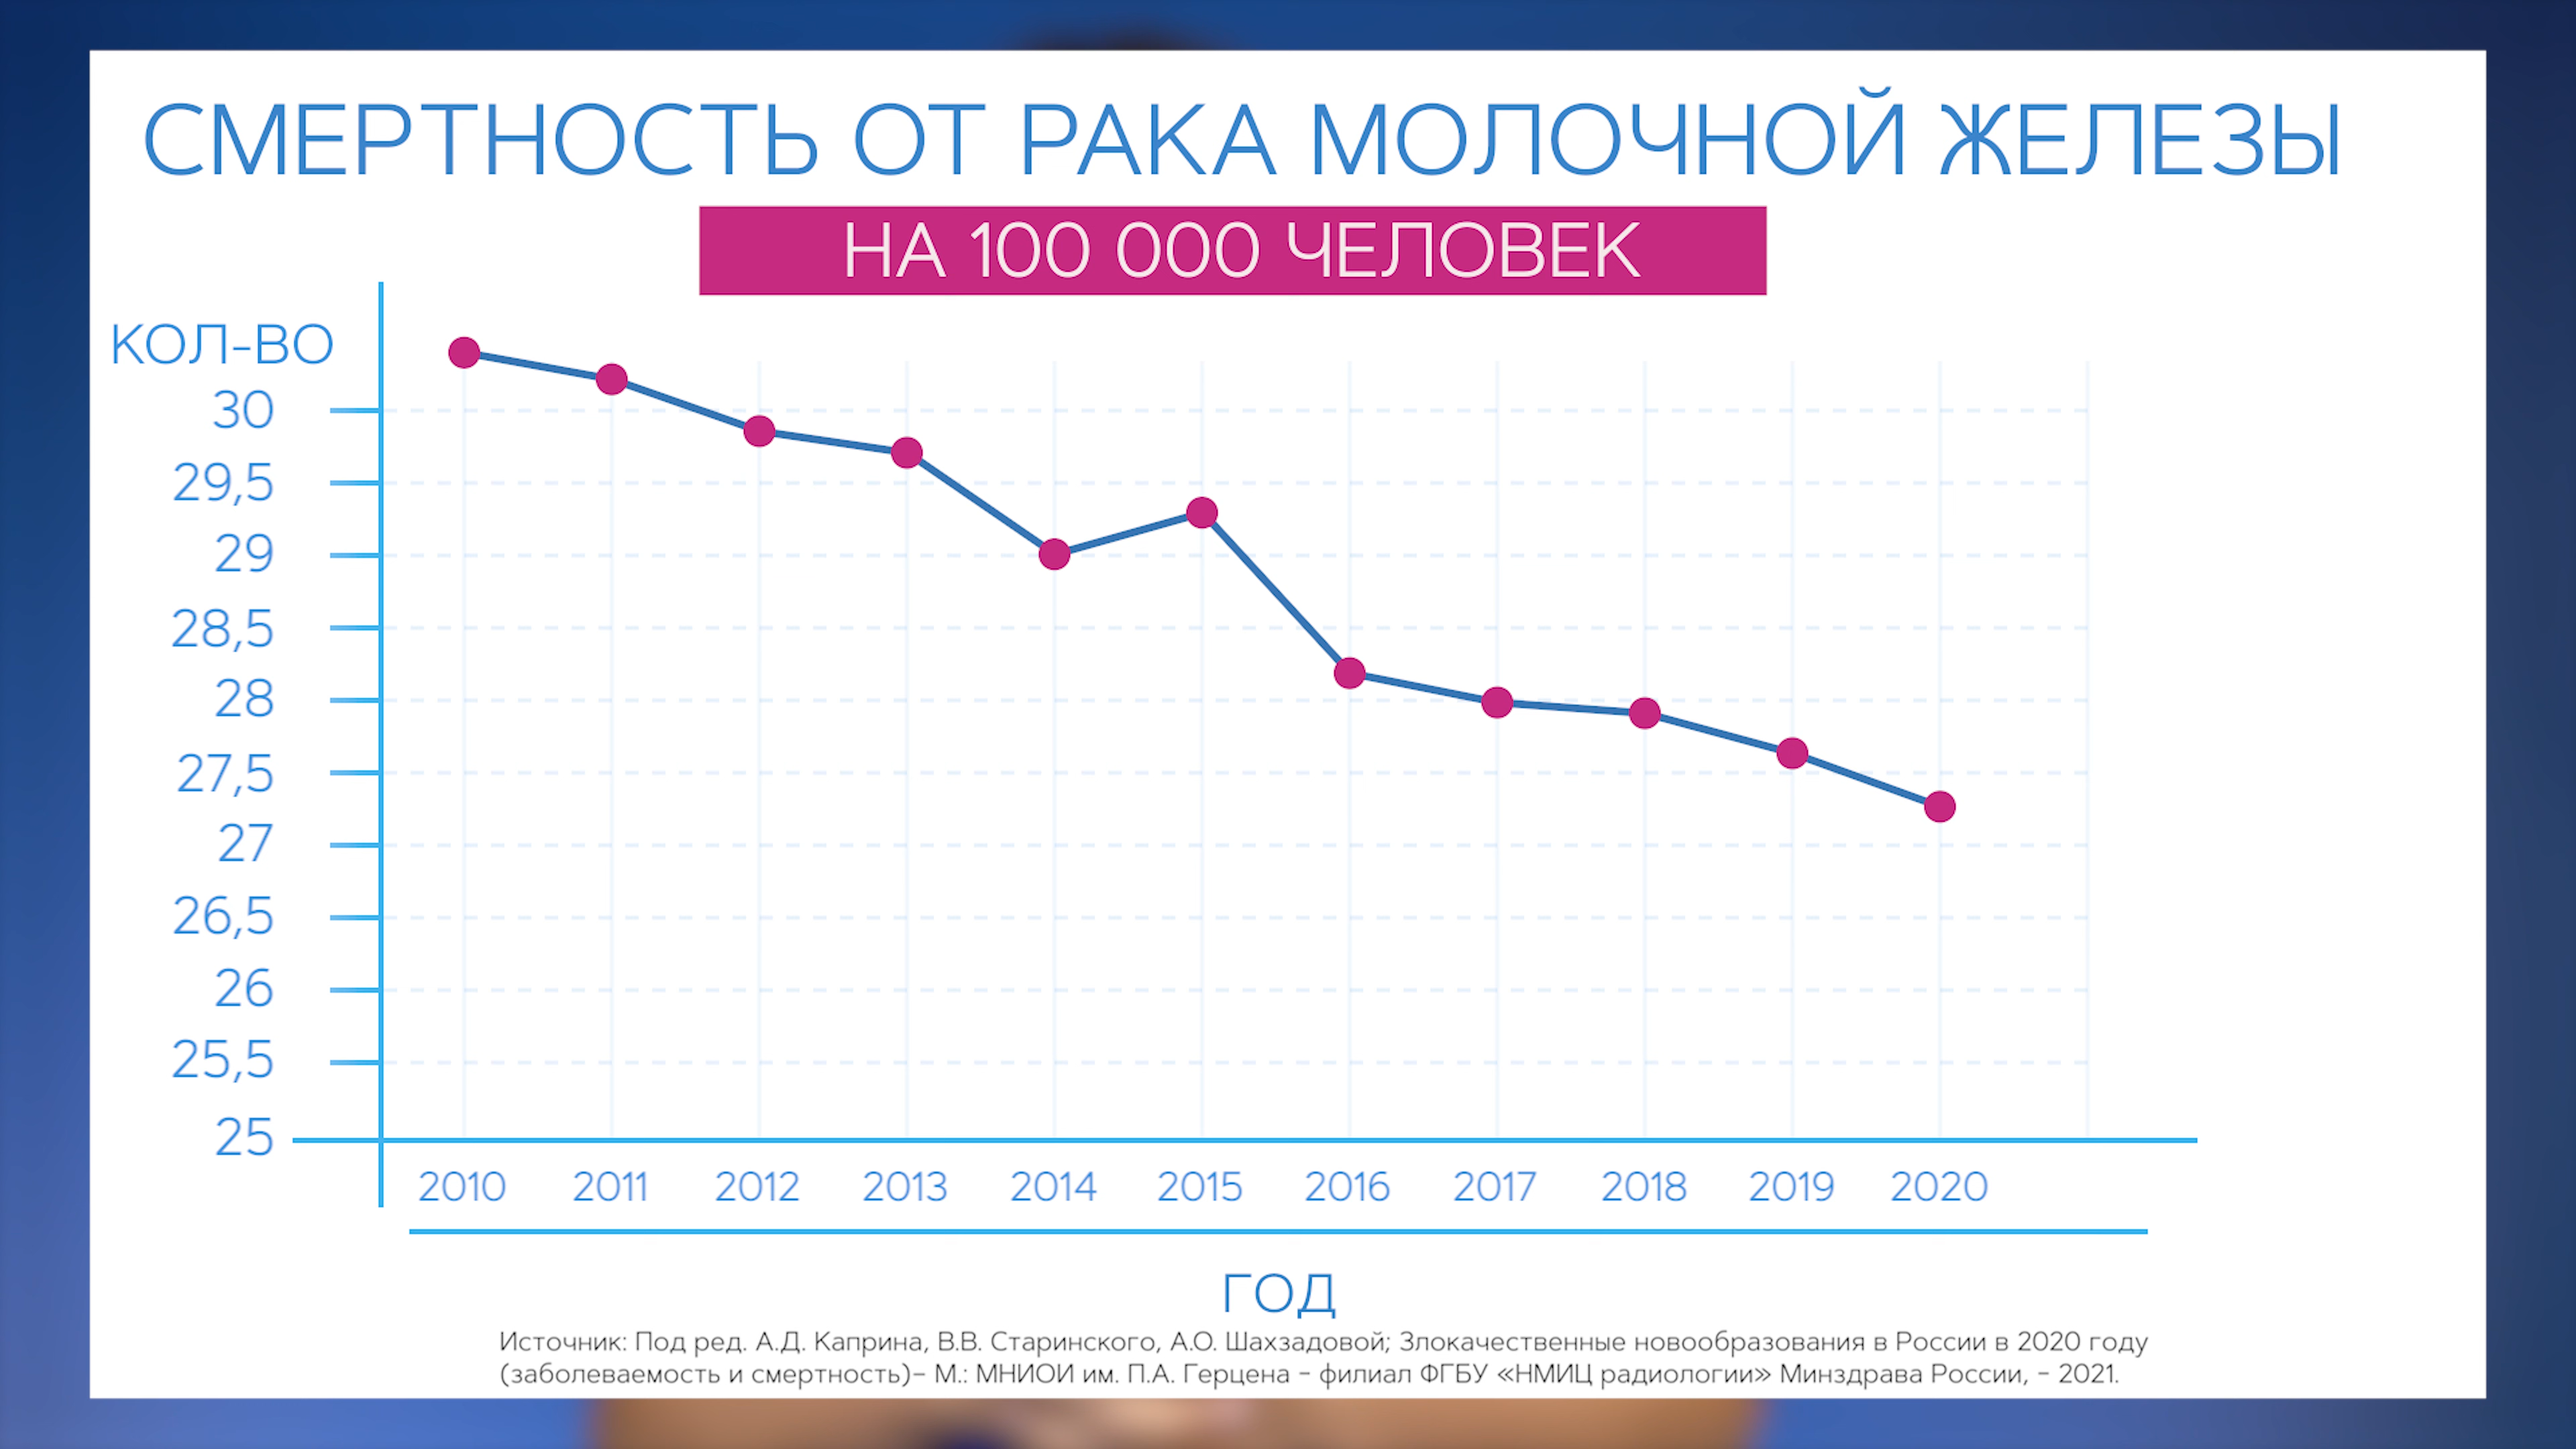 СМЕРТНОСТЬ ОТ РАКА МОЛОЧНОЙ ЖЕЛЕЗЫ
НА 100 000 ЧЕЛОВЕК
КОЛ-ВО
30
29,5
29
28,5
28
27,5
27
26,5
26
25,5
25
2010 2011 2012 2013 2014 2015 2016 2017 2018 2019 2020
ГОД
Источник: Под ред. А.Д. Каприна, В.В. Старинского, А.О. Шахзадовой; Злокачественные новообразования в России в 2020 году
(заболеваемость и смертность)– М.: МНИОИ им. П.А. Герцена – филиал ФГБУ «НМИЦ радиологии» Минздрава России, – 2021.